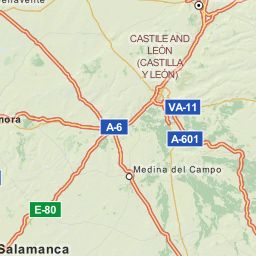 CASTILE AND
LEÓN
(CASTILLA
Y LEÓN)
VA-11
A-6
A-601
Medina del Campo
E-80
Salamanca